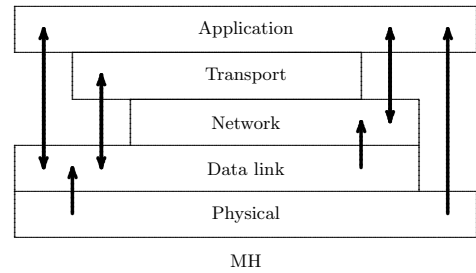 Application
Transport
Network
Data link
Physical
MH